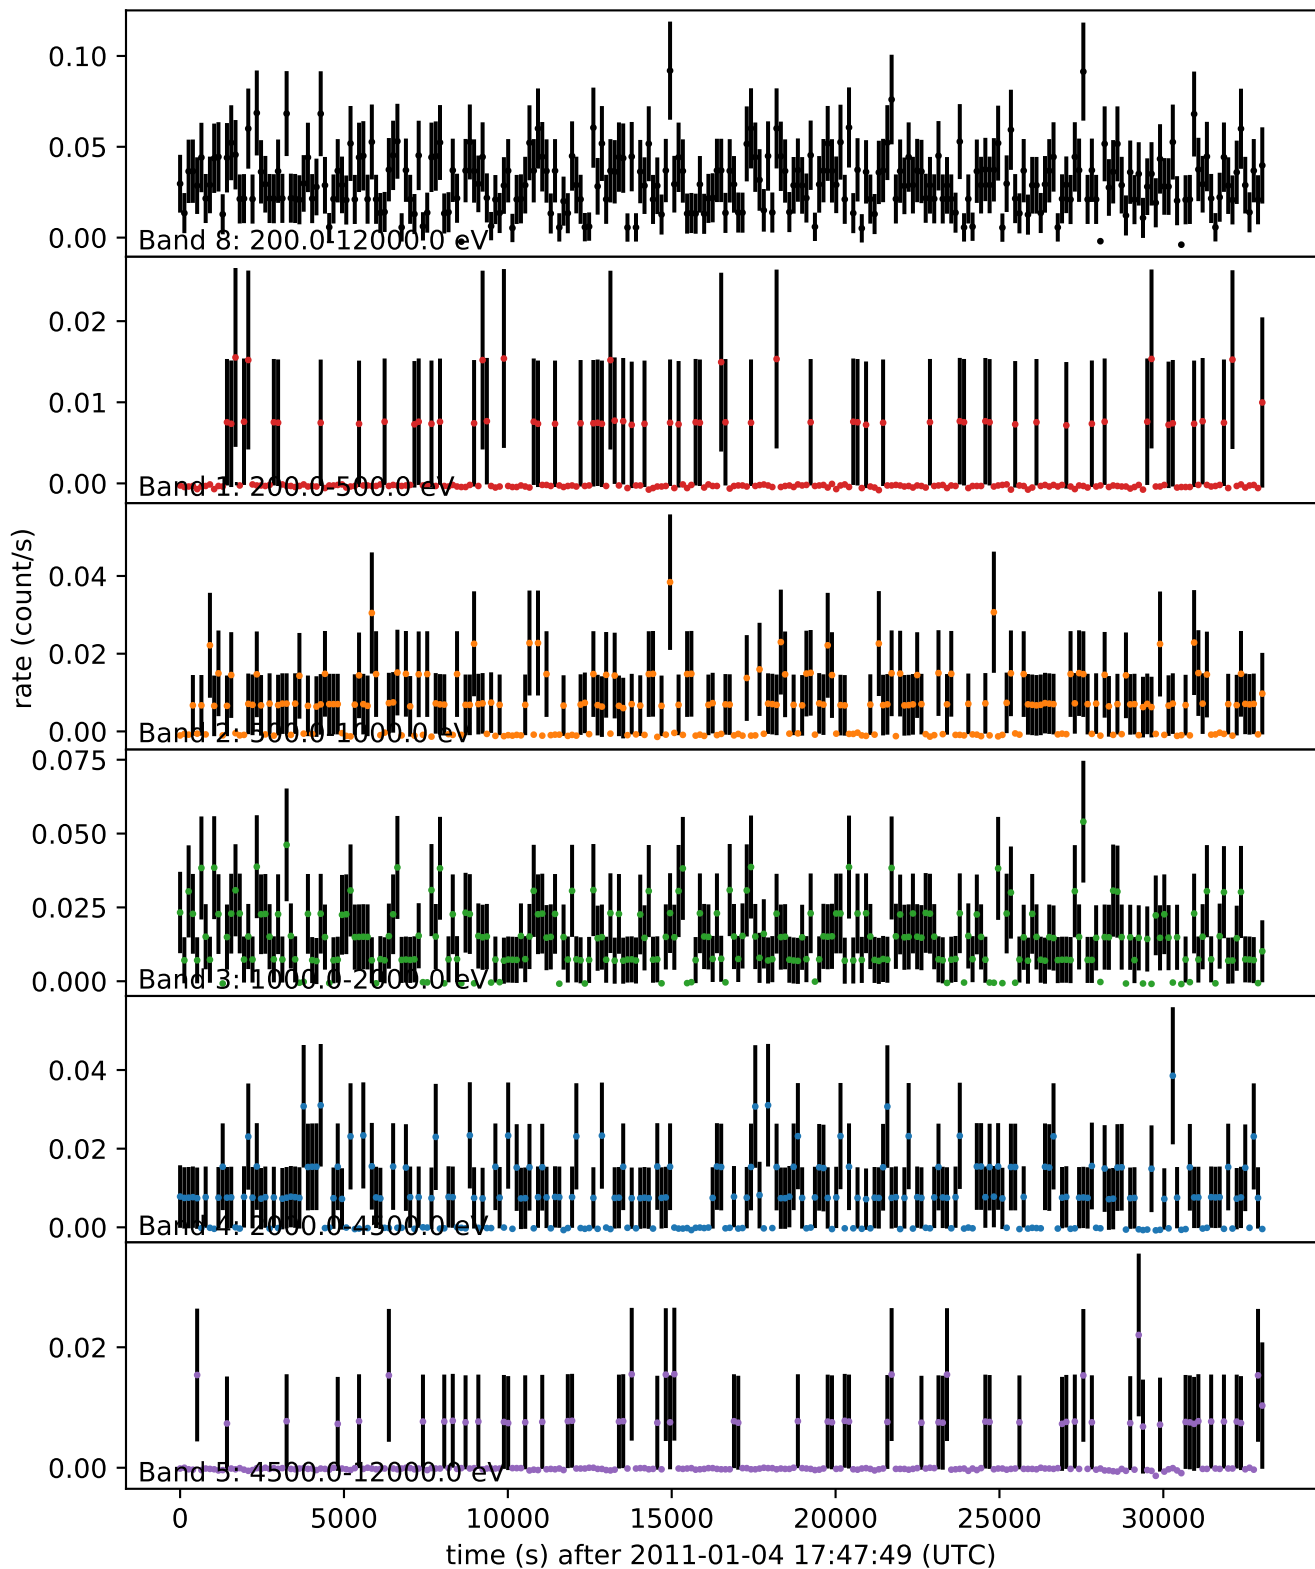 0.10
0.05
0.00
Band 8: 200.0-12000.0 eV
0.02
0.01
0.00
Band 1: 200.0-500.0 eV
rate (count/s)
0.04
0.02
0.00
Band 2: 500.0-1000.0 eV
0.075
0.050
0.025
0.000
Band 3: 1000.0-2000.0 eV
0.04
0.02
0.00
Band 4: 2000.0-4500.0 eV
0.02
0.00
Band 5: 4500.0-12000.0 eV
0 5000 10000 15000 20000 25000 30000
time (s) after 2011-01-04 17:47:49 (UTC)